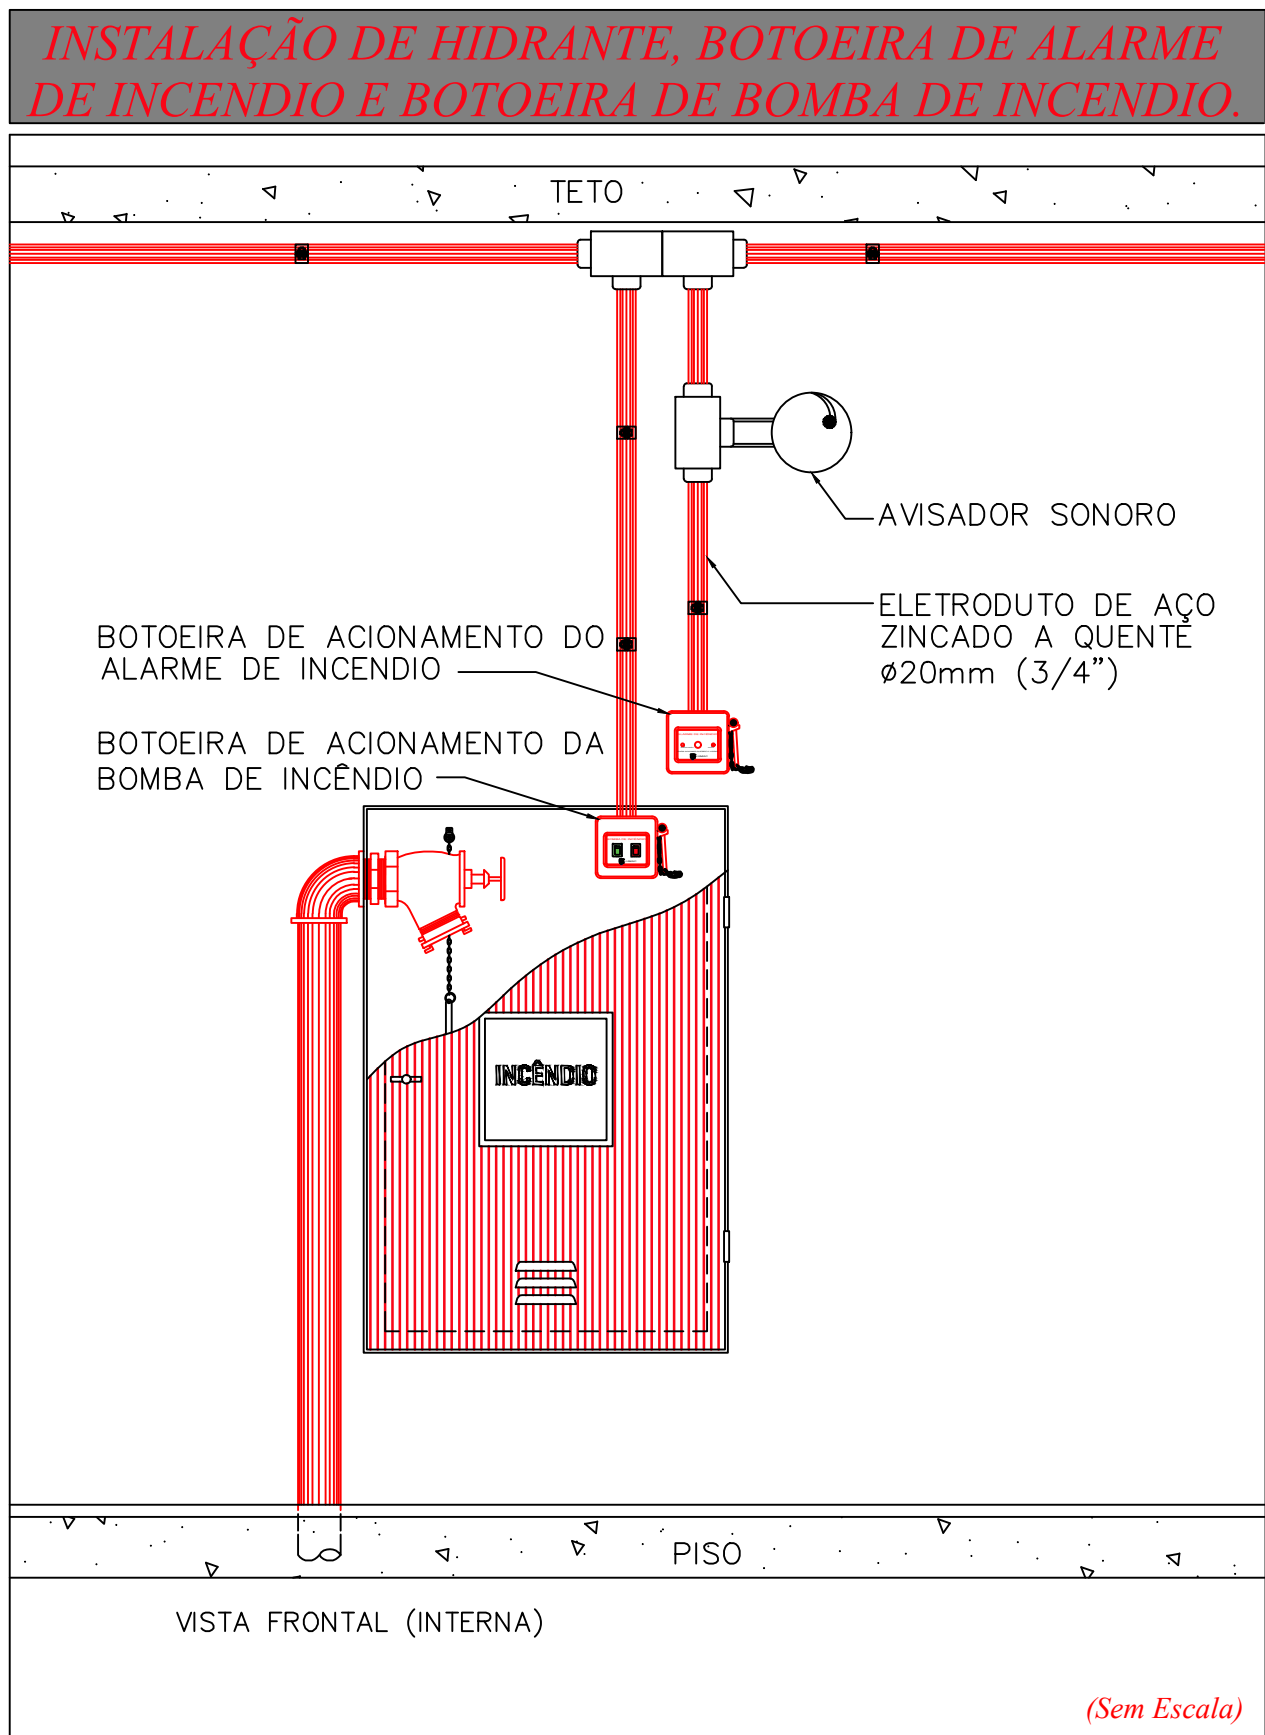 INSTALAÇÃO DE HIDRANTE, BOTOEIRA DE ALARME
DE INCENDIO E BOTOEIRA DE BOMBA DE INCENDIO.
TETO
AVISADOR SONORO
ELETRODUTO DE AÇO
ZINCADO A QUENTE
ø20mm (3/4”)
BOTOEIRA DE ACIONAMENTO DO
ALARME DE INCENDIO
BOTOEIRA DE ACIONAMENTO DA
BOMBA DE INCÊNDIO
INCÊNDIO
PISO
VISTA FRONTAL (INTERNA)
(Sem Escala)